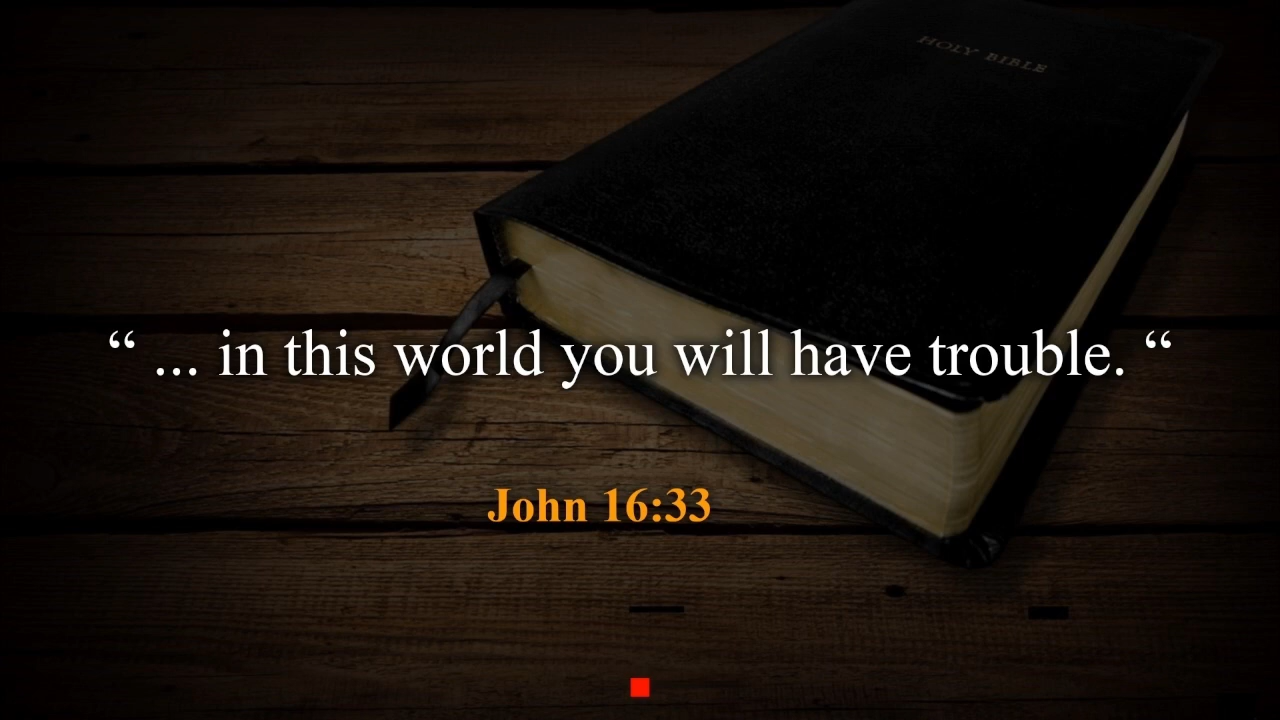 HOLY BIBLE
“ ... in this world you will have trouble. “
John 16:33